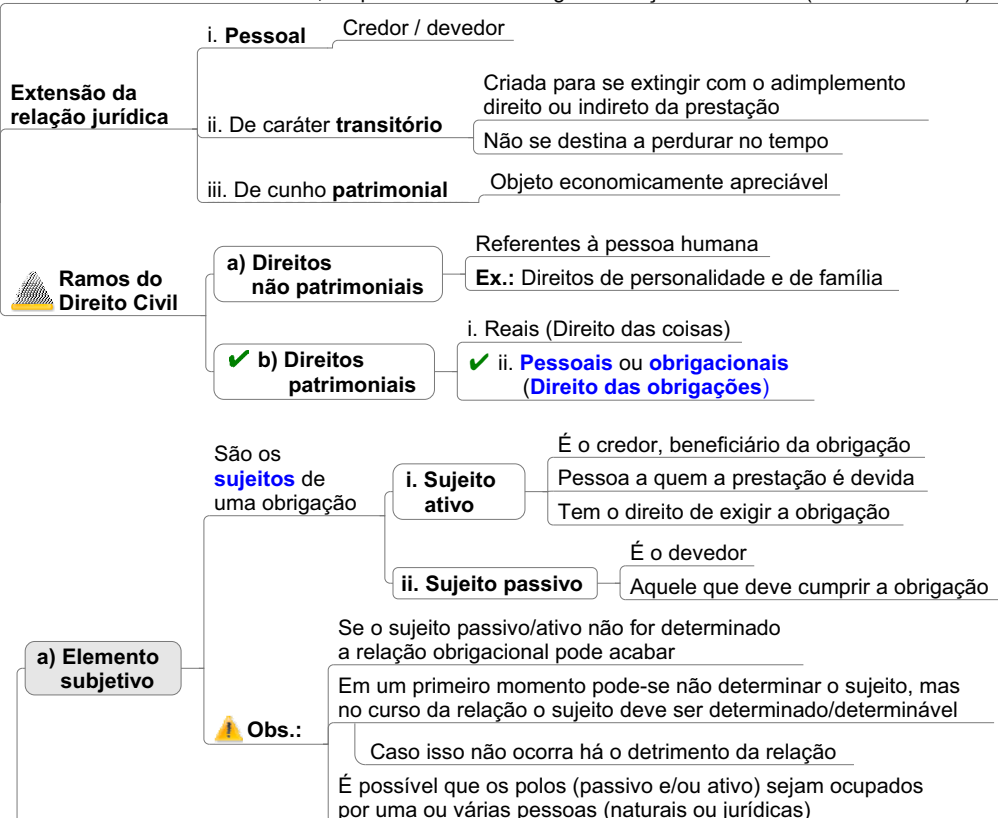 i. Pessoal
Credor / devedor
Extensão da
relação jurídica
ii. De caráter transitório
Criada para se extingir com o adimplemento
direito ou indireto da prestação
Não se destina a perdurar no tempo
iii. De cunho patrimonial
Objeto economicamente apreciável
Ramos do
Direito Civil
a) Direitos
não patrimoniais
Referentes à pessoa humana
Ex.: Direitos de personalidade e de família
b) Direitos
patrimoniais
i. Reais (Direito das coisas)
ii. Pessoais ou obrigacionais
(Direito das obrigações)
a) Elemento
subjetivo
São os
sujeitos de
uma obrigação
i. Sujeito
ativo
É o credor, beneficiário da obrigação
Pessoa a quem a prestação é devida
Tem o direito de exigir a obrigação
ii. Sujeito passivo
É o devedor
Aquele que deve cumprir a obrigação
Obs.:
Se o sujeito passivo/ativo não for determinado
a relação obrigacional pode acabar
Em um primeiro momento pode-se não determinar o sujeito, mas
no curso da relação o sujeito deve ser determinado/determinável
Caso isso não ocorra há o detrimento da relação
É possível que os polos (passivo e/ou ativo) sejam ocupados
por uma ou várias pessoas (naturais ou jurídicas)